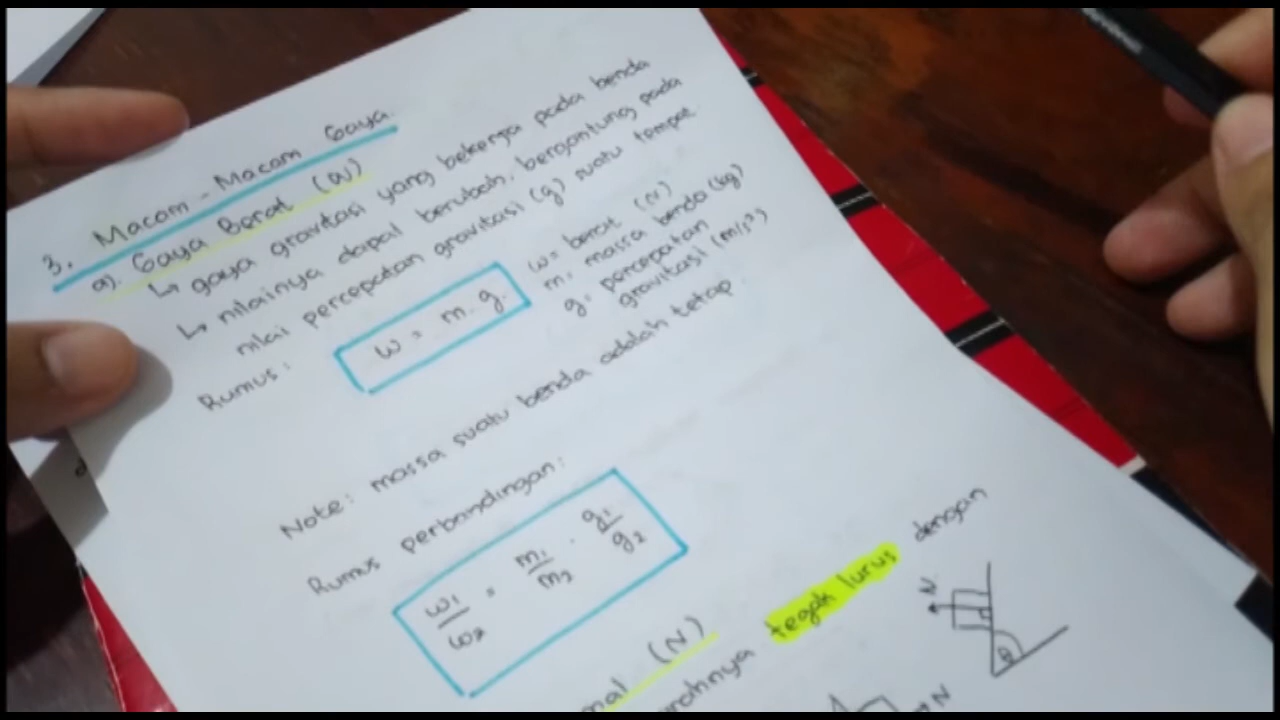 3. Macam - Macam Gaya.
a). Gaya Berat (W)
↳ gaya gravitasi yang bekerja pada benda
↳ nilainya dapat berubah, bergantung pada
nilai percepatan gravitasi (g) suatu tempat.
Rumus :
w = m . g.
w = berat (N)
m = massa benda (kg)
g = percepatan
gravitasi (m/s²)
Note : massa suatu benda adalah tetap.
Rumus perbandingan :
w1/w2 = m1/m2 . g1/g2
mal (N)
arahnya tegak lurus dengan
N
θ
N